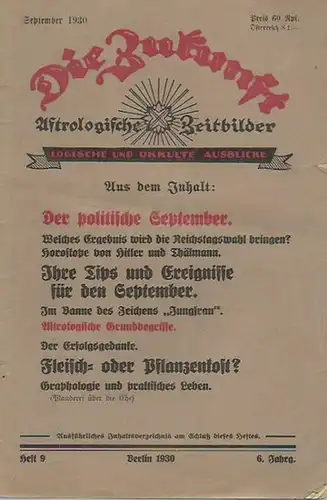 September 1930
Preis 60 Rpf.
Die Zukunft
Astrologische Zeitbilder
LOGISCHE UND OKKULTE AUSBLICKE
Aus dem Inhalt:
Der politische September.
Welches Ergebnis wird die Reichstagswahl bringen?
Horoskope von Hitler und Thälmann.
Ihre Tips und Ereignisse
für den September.
Im Banne des Zeichens „Jungfrau".
Astrologische Grundbegriffe.
Der Erfolgsgedanke.
Fleisch- oder Pflanzenkost?
Graphologie und praktisches Leben.
(Plauderei über die Ehe)
Ausführliches Inhaltsverzeichnis am Schluß dieses Heftes.
Heft 9
Berlin 1930
6. Jahrg.